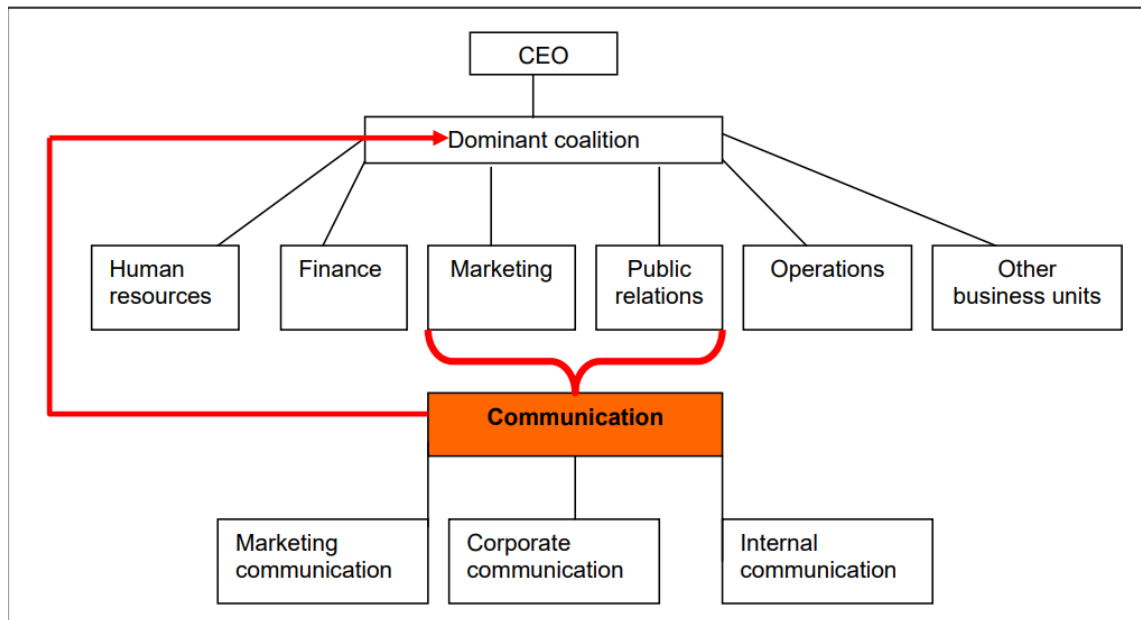 CEO
Dominant coalition
Human
resources
Finance
Marketing
Public
relations
Operations
Other
business units
Communication
Marketing
communication
Corporate
communication
Internal
communication